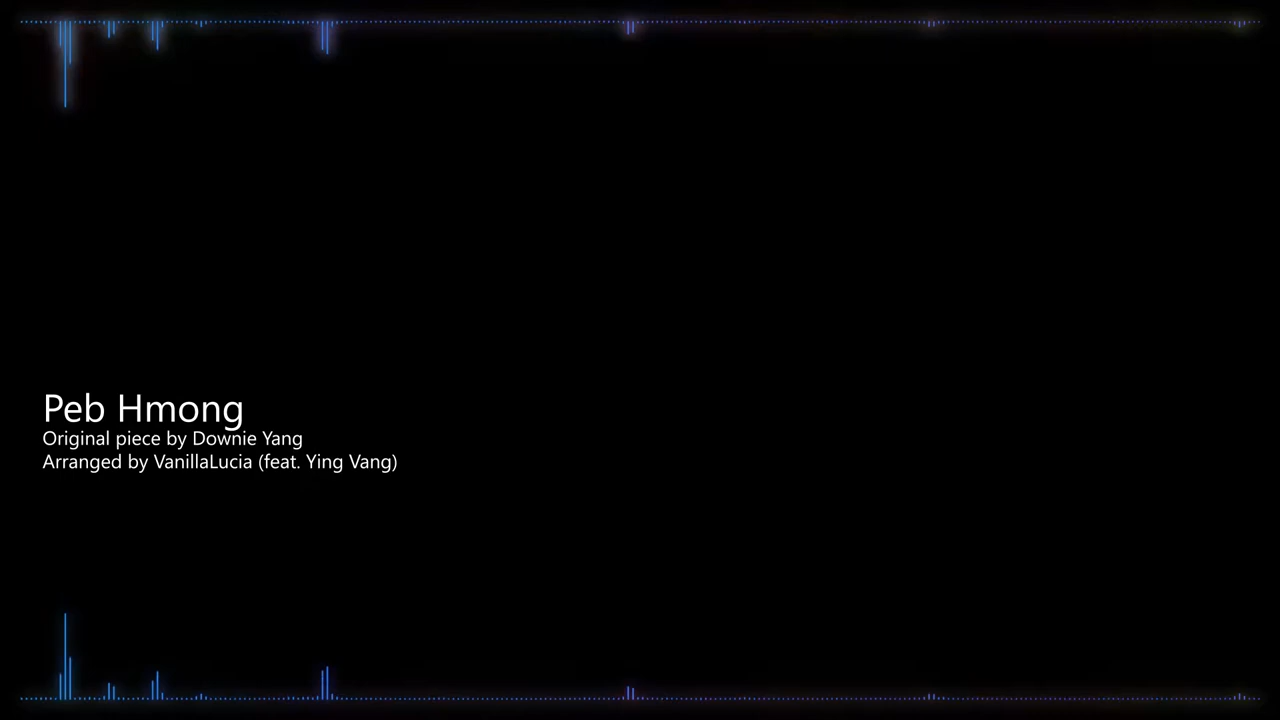 Peb Hmong
Original piece by Downie Yang
Arranged by VanillaLucia (feat. Ying Vang)